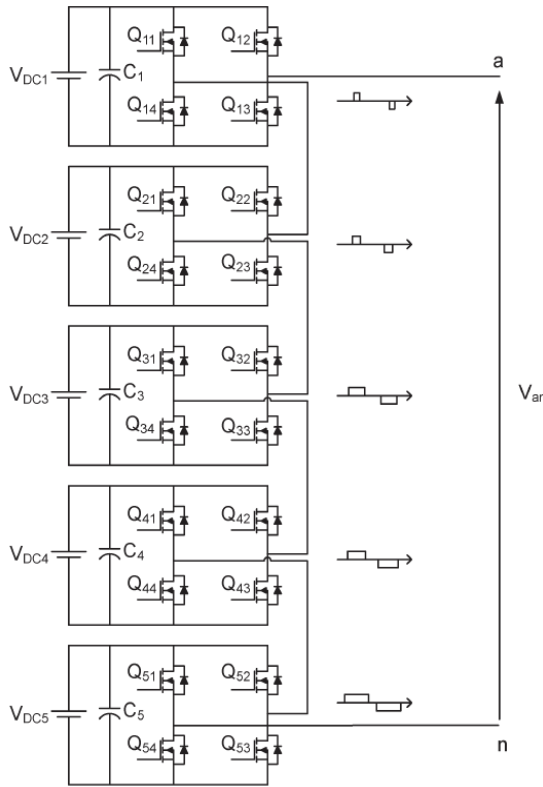 Q11 Q12
a
VDC1 C1
Q14 Q13
Q21 Q22
VDC2 C2
Q24 Q23
Q31 Q32
VDC3 C3
Van
Q34 Q33
Q41 Q42
VDC4 C4
Q44 Q43
Q51 Q52
VDC5 C5
Q54 Q53
n